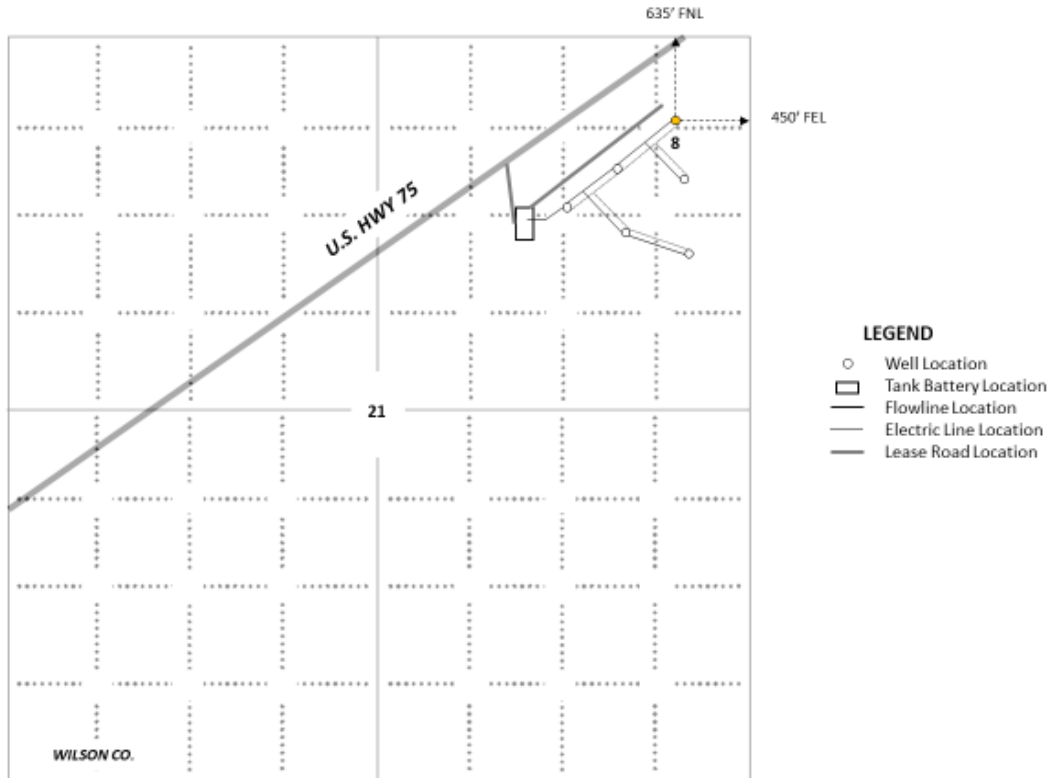 635’ FNL
450’ FEL
8
U.S. HWY 75
LEGEND
Well Location
Tank Battery Location
Flowline Location
Electric Line Location
Lease Road Location
21
WILSON CO.